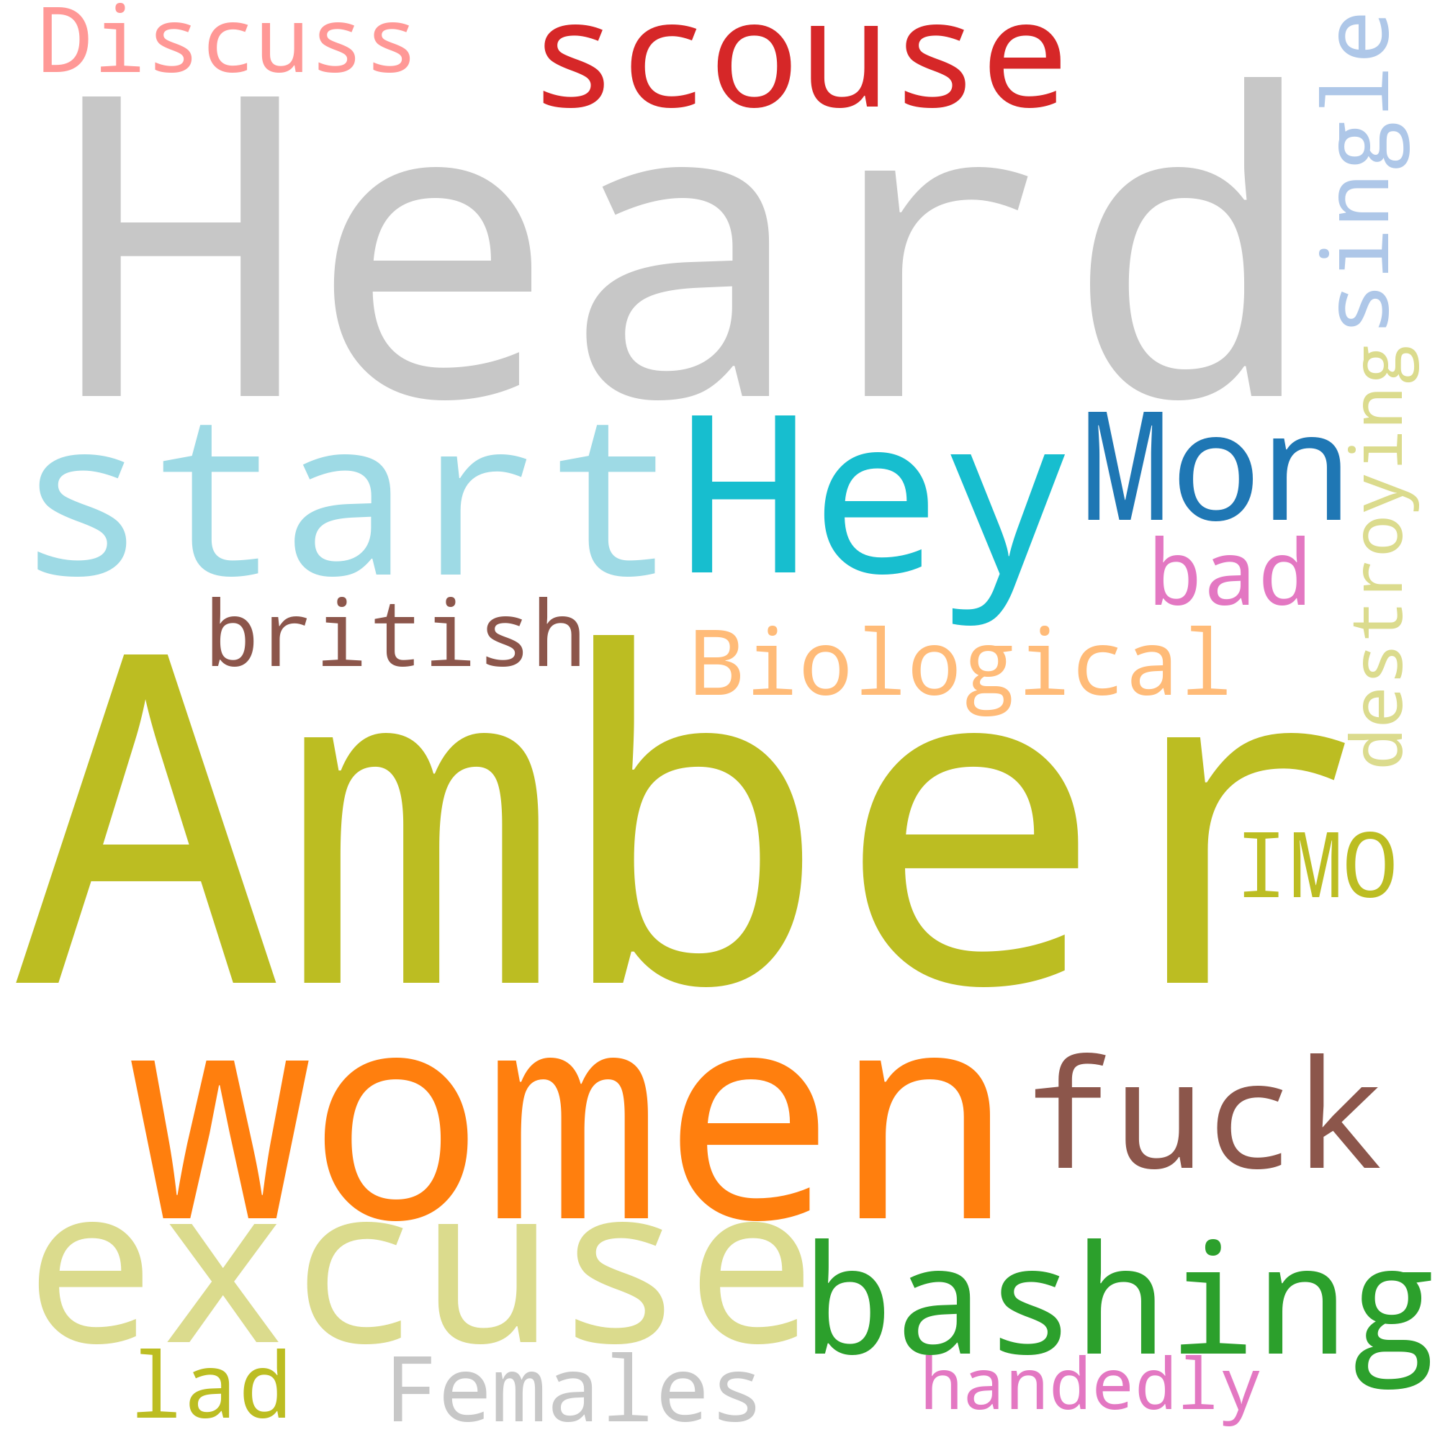 Discuss
scouse
single
Heard
start
Hey
Mon
destroying
bad
british
Biological
Amber
IMO
women
fuck
excuse
bashing
lad
Females
handedly